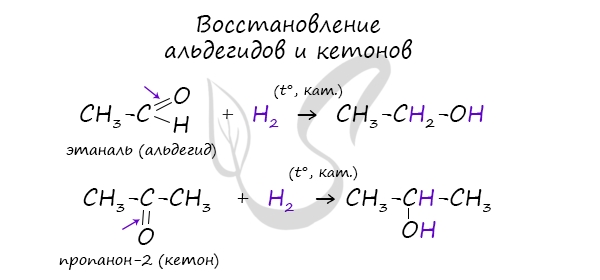 Восстановление
альдегидов и кетонов
CH3-C=O
H
+ H2 (t°, кат.) → CH3-CH2-OH
этаналь (альдегид)
CH3-C-CH3 + H2 (t°, кат.) → CH3-CH-CH3
O
OH
пропанон-2 (кетон)